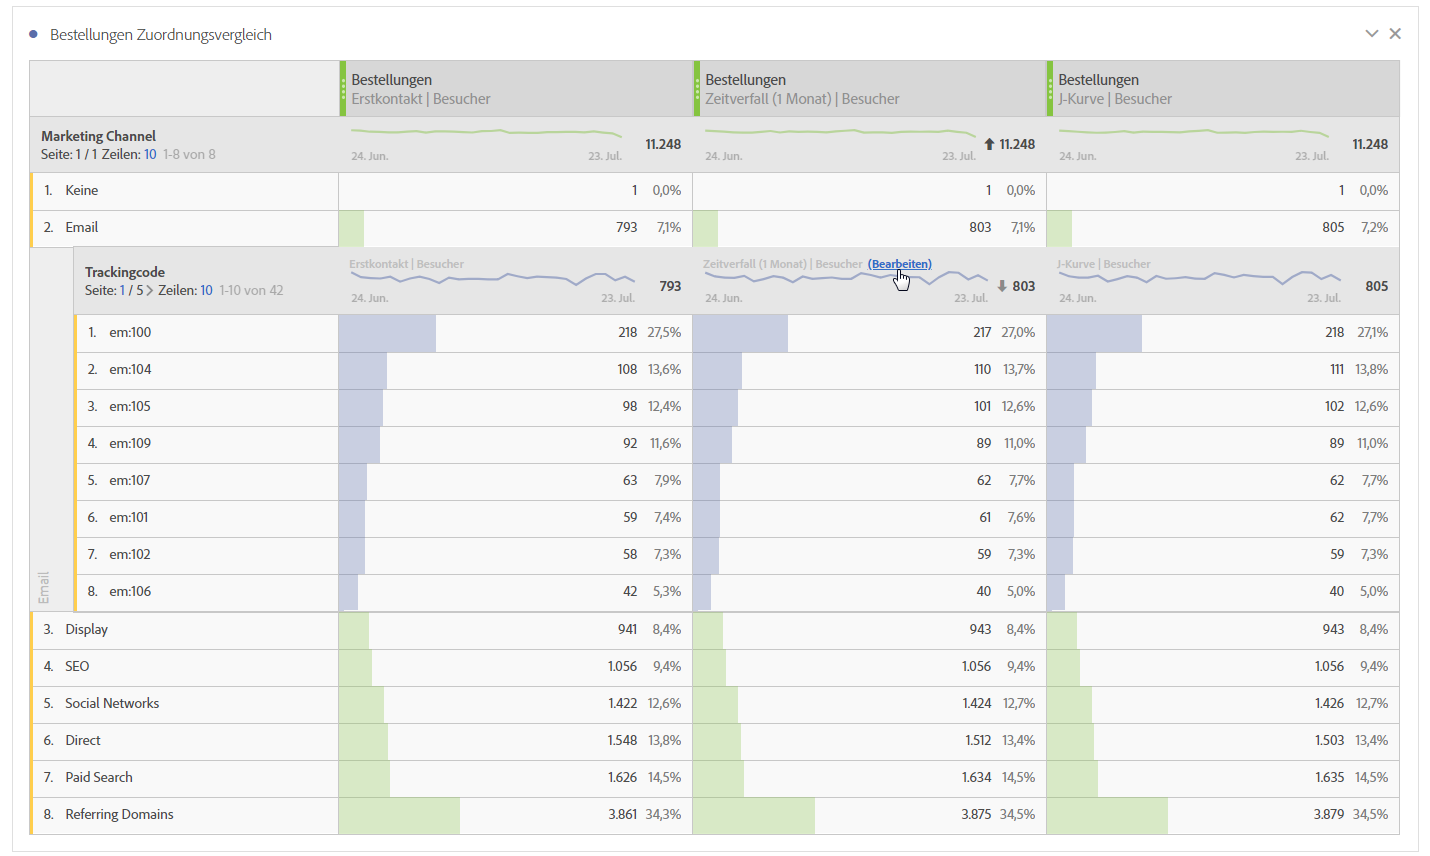 Bestellungen Zuordnungsvergleich
Bestellungen Bestellungen Bestellungen
Erstkontakt | Besucher Zeitverfall (1 Monat) | Besucher J-Kurve | Besucher
Marketing Channel 11.248 11.248 11.248
Seite: 1 / 1 Zeilen: 10 1-8 von 8 24. Jun. 23. Jul. 24. Jun. 23. Jul. 24. Jun. 23. Jul.
1. Keine 1 0,0% 1 0,0% 1 0,0%
2. Email 793 7,1% 803 7,1% 805 7,2%
Erstkontakt | Besucher Zeitverfall (1 Monat) | Besucher (Bearbeiten) J-Kurve | Besucher
Trackingcode 793 803 805
Seite: 1 / 5 > Zeilen: 10 1-10 von 42 24. Jun. 23. Jul. 24. Jun. 23. Jul. 24. Jun. 23. Jul.
1. em:100 218 27,5% 217 27,0% 218 27,1%
2. em:104 108 13,6% 110 13,7% 111 13,8%
3. em:105 98 12,4% 101 12,6% 102 12,6%
4. em:109 92 11,6% 89 11,0% 89 11,0%
5. em:107 63 7,9% 62 7,7% 62 7,7%
6. em:101 59 7,4% 61 7,6% 62 7,7%
7. em:102 58 7,3% 59 7,3% 59 7,3%
8. em:106 42 5,3% 40 5,0% 40 5,0%
Email
3. Display 941 8,4% 943 8,4% 943 8,4%
4. SEO 1.056 9,4% 1.056 9,4% 1.056 9,4%
5. Social Networks 1.422 12,6% 1.424 12,7% 1.426 12,7%
6. Direct 1.548 13,8% 1.512 13,4% 1.503 13,4%
7. Paid Search 1.626 14,5% 1.634 14,5% 1.635 14,5%
8. Referring Domains 3.861 34,3% 3.875 34,5% 3.879 34,5%